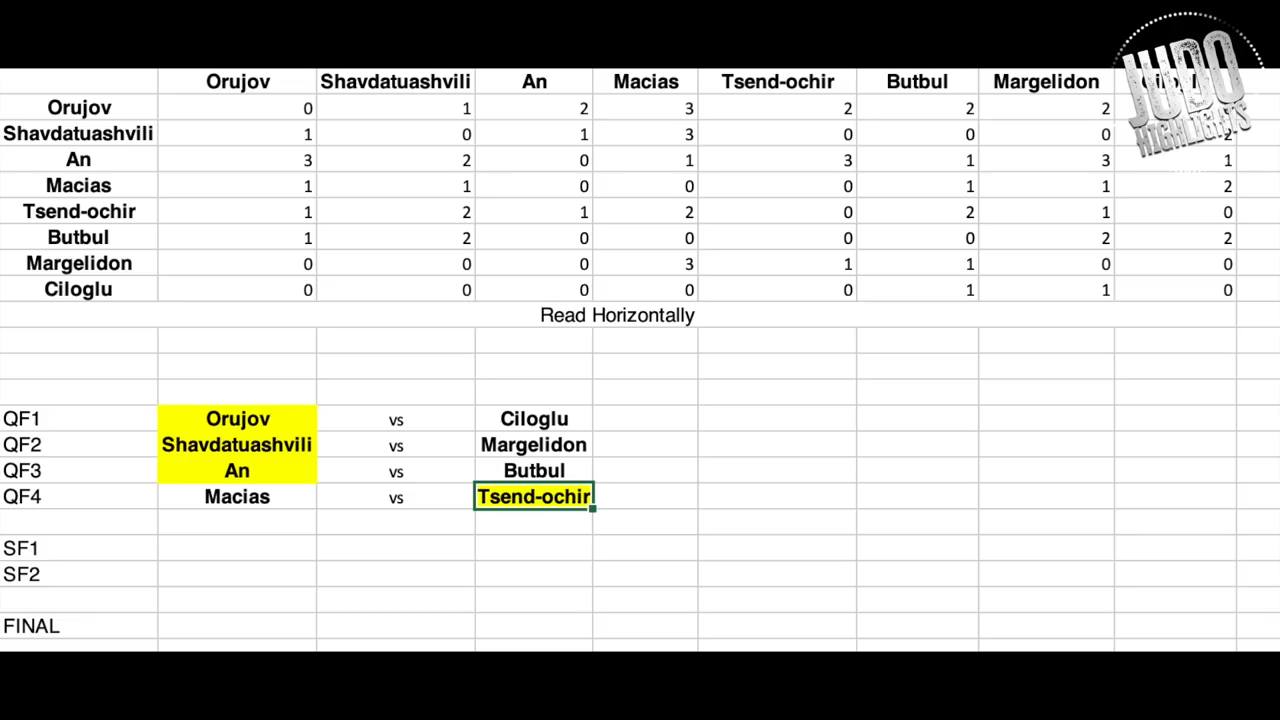 Orujov Shavdatuashvili An Macias Tsend-ochir Butbul Margelidon
Orujov 0 1 2 3 2 2 2
Shavdatuashvili 1 0 1 3 0 0 0 2
An 3 2 0 1 3 1 3 1
Macias 1 1 0 0 0 1 1 2
Tsend-ochir 1 2 1 2 0 2 1 0
Butbul 1 2 0 0 0 0 2 2
Margelidon 0 0 0 3 1 1 0 0
Ciloglu 0 0 0 0 0 1 1 0
Read Horizontally
QF1 Orujov vs Ciloglu
QF2 Shavdatuashvili vs Margelidon
QF3 An vs Butbul
QF4 Macias vs Tsend-ochir
SF1
SF2
FINAL
JUDO
HIGHLIGHTS